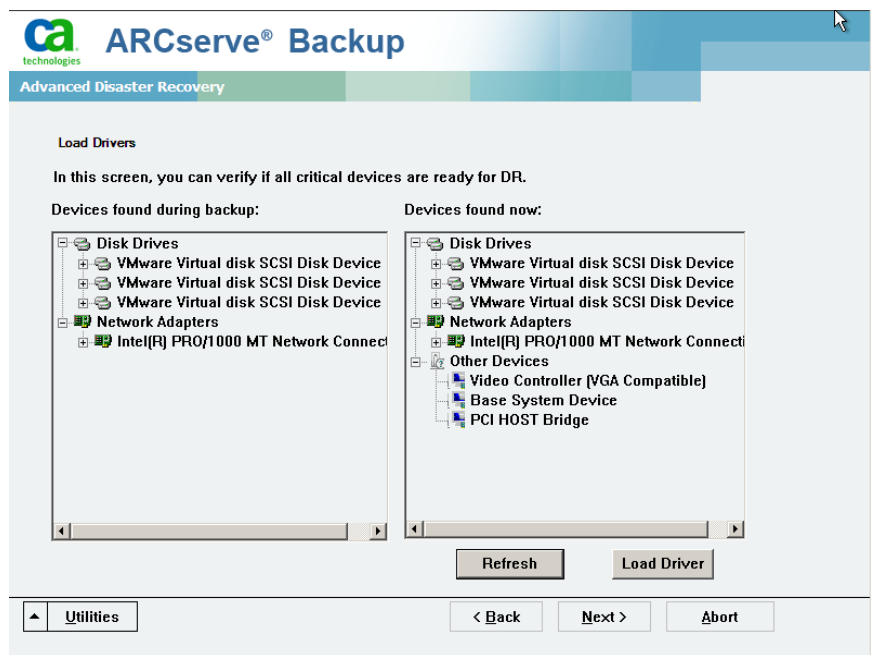 ca
technologies
ARCserve® Backup
Advanced Disaster Recovery
Load Drivers
In this screen, you can verify if all critical devices are ready for DR.
Devices found during backup:
Disk Drives
VMware Virtual disk SCSI Disk Device
VMware Virtual disk SCSI Disk Device
VMware Virtual disk SCSI Disk Device
Network Adapters
Intel(R) PRO/1000 MT Network Connect
Devices found now:
Disk Drives
VMware Virtual disk SCSI Disk Device
VMware Virtual disk SCSI Disk Device
VMware Virtual disk SCSI Disk Device
Network Adapters
Intel(R) PRO/1000 MT Network Connecti
Other Devices
Video Controller (VGA Compatible)
Base System Device
PCI HOST Bridge
Refresh
Load Driver
Utilities
< Back
Next >
Abort